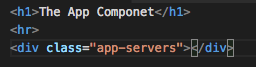 <h1>The App Componet</h1>
<hr>
<div class="app-servers"></div>